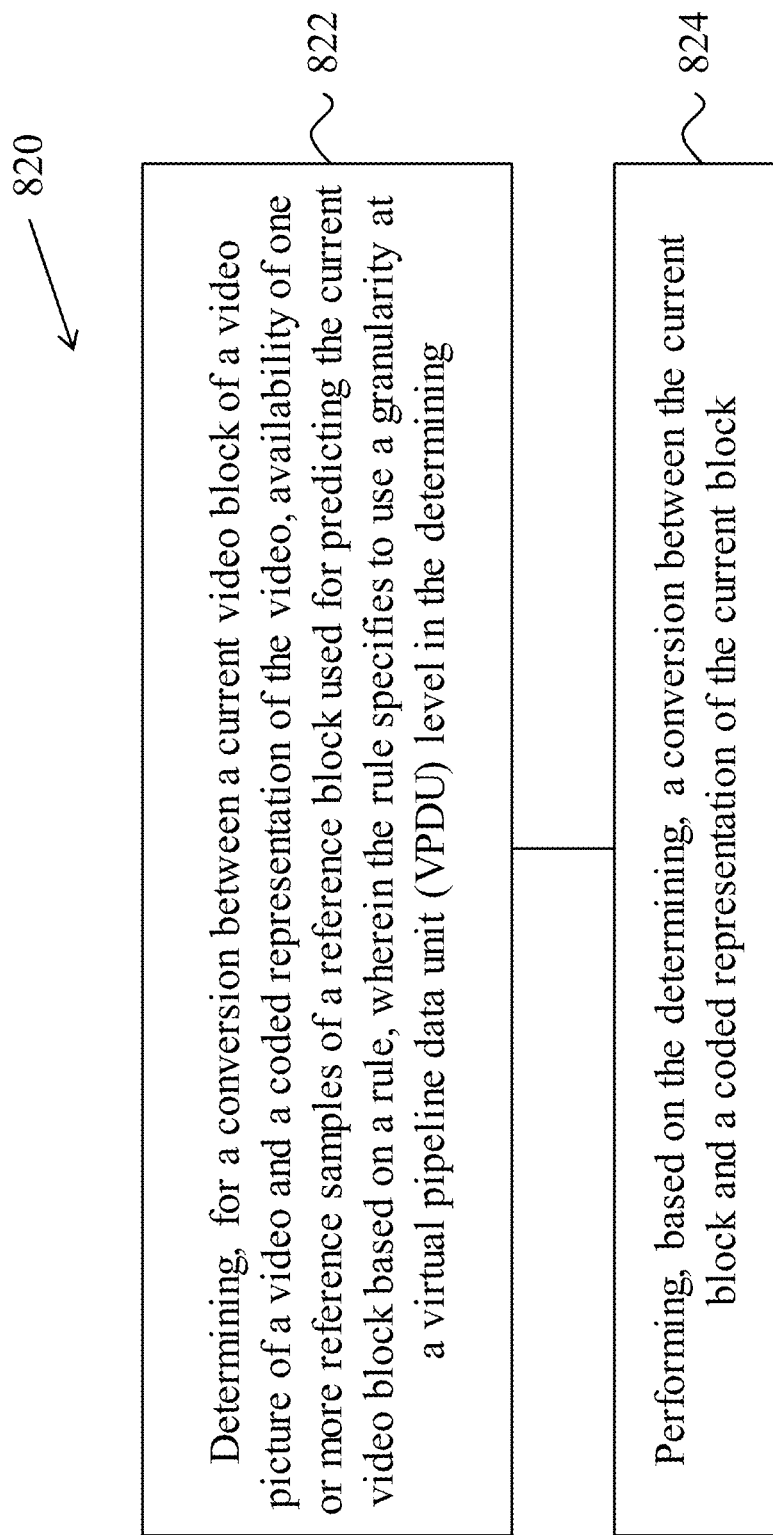 820
Determining, for a conversion between a current video block of a video
picture of a video and a coded representation of the video, availability of one
or more reference samples of a reference block used for predicting the current
video block based on a rule, wherein the rule specifies to use a granularity at
a virtual pipeline data unit (VPDU) level in the determining
822
Performing, based on the determining, a conversion between the current
block and a coded representation of the current block
824